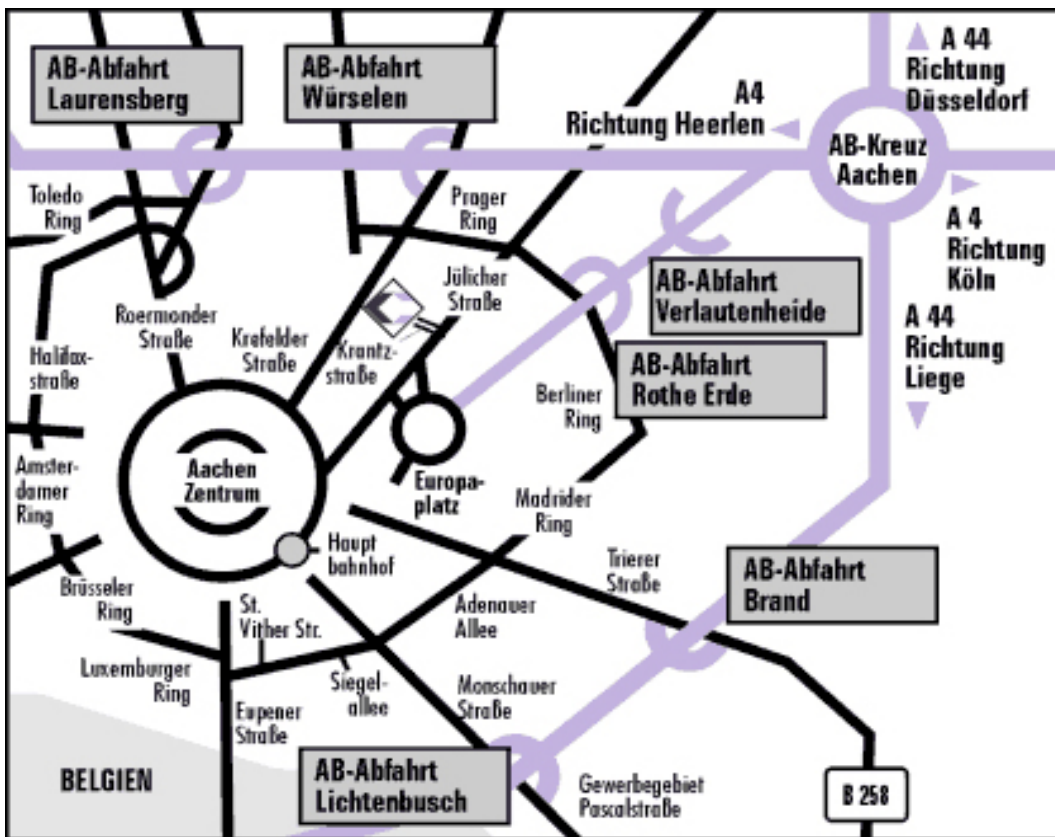 AB-Abfahrt
Laurensberg
AB-Abfahrt
Würselen
A 44
Richtung
Düsseldorf
A4
Richtung Heerlen
AB-Kreuz
Aachen
A 4
Richtung
Köln
A 44
Richtung
Liege
Toledo
Ring
Prager
Ring
Jülicher
Straße
AB-Abfahrt
Verlautenheide
AB-Abfahrt
Rothe Erde
Roermonder
Straße
Krefelder
Straße
Krantz-
straße
Halifax-
straße
Berliner
Ring
Aachen
Zentrum
Europa-
platz
Amster-
damer
Ring
Madrider
Ring
Haupt
bahnhof
Trierer
Straße
AB-Abfahrt
Brand
Brüsseler
Ring
St.
Vither Str.
Adenauer
Allee
Luxemburger
Ring
Siegel-
allee
Monschauer
Straße
Eupener
Straße
BELGIEN
AB-Abfahrt
Lichtenbusch
Gewerbegebiet
Pascalstraße
B 258